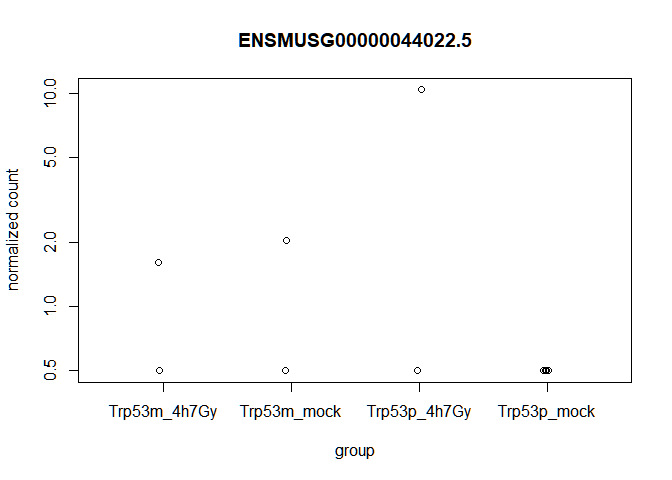 ENSMUSG00000044022.5
10.0
5.0
2.0
1.0
0.5
normalized count
Trp53m_4h7Gy Trp53m_mock Trp53p_4h7Gy Trp53p_mock
group